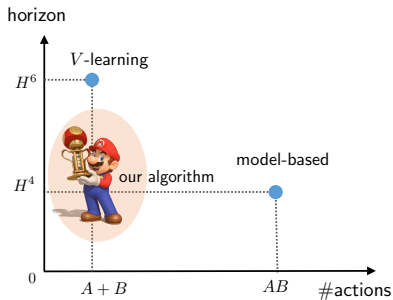 horizon
V-learning
H^6
model-based
our algorithm
H^4
0
A + B
AB
#actions